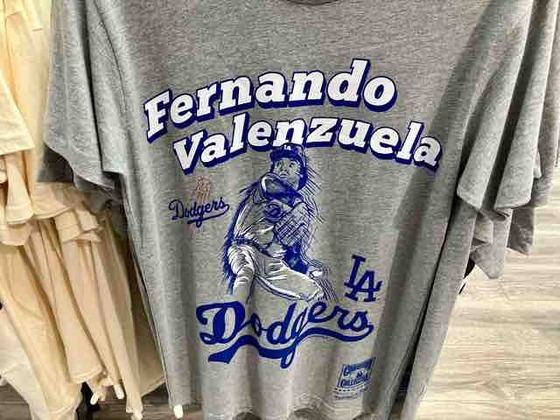 Fernando
Valenzuela
Dodgers
LA
Dodgers